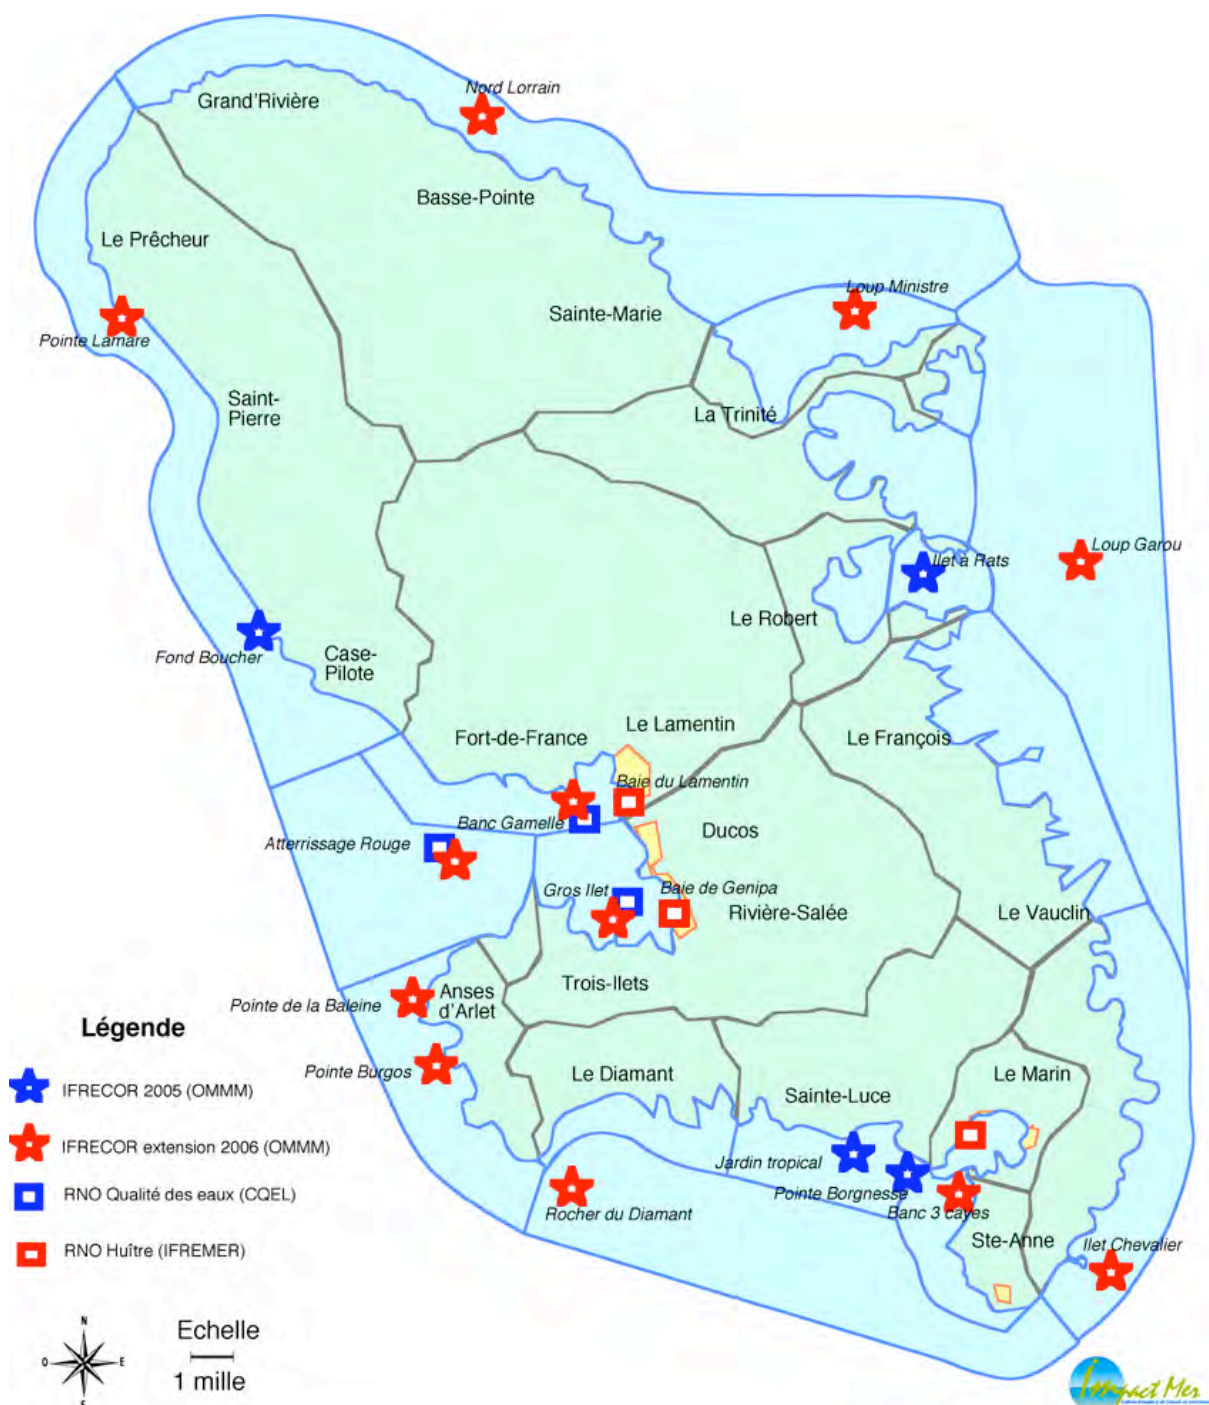 Nord Lorrain
Grand'Rivière
Basse-Pointe
Le Prêcheur
Loup Ministre
Sainte-Marie
Pointe Lamare
Saint-
Pierre
La Trinité
Loup Garou
Ilet à Rats
Le Robert
Fond Boucher
Case-
Pilote
Le Lamentin
Fort-de-France
Le François
Baie du Lamentin
Banc Gamelle
Ducos
Atterrissage Rouge
Gros Ilet
Baie de Genipa
Rivière-Salée
Le Vauclin
Trois-Ilets
Pointe de la Baleine
Anses
d'Arlet
Pointe Burgos
Le Diamant
Le Marin
Sainte-Luce
Jardin tropical
Pointe Borgnesse
Banc 3 cayes
Rocher du Diamant
Ste-Anne
Ilet Chevalier
Légende
IFRECOR 2005 (OMMM)
IFRECOR extension 2006 (OMMM)
RNO Qualité des eaux (CQEL)
RNO Huître (IFREMER)
N
O
E
S
Echelle
1 mille
Impact Mer